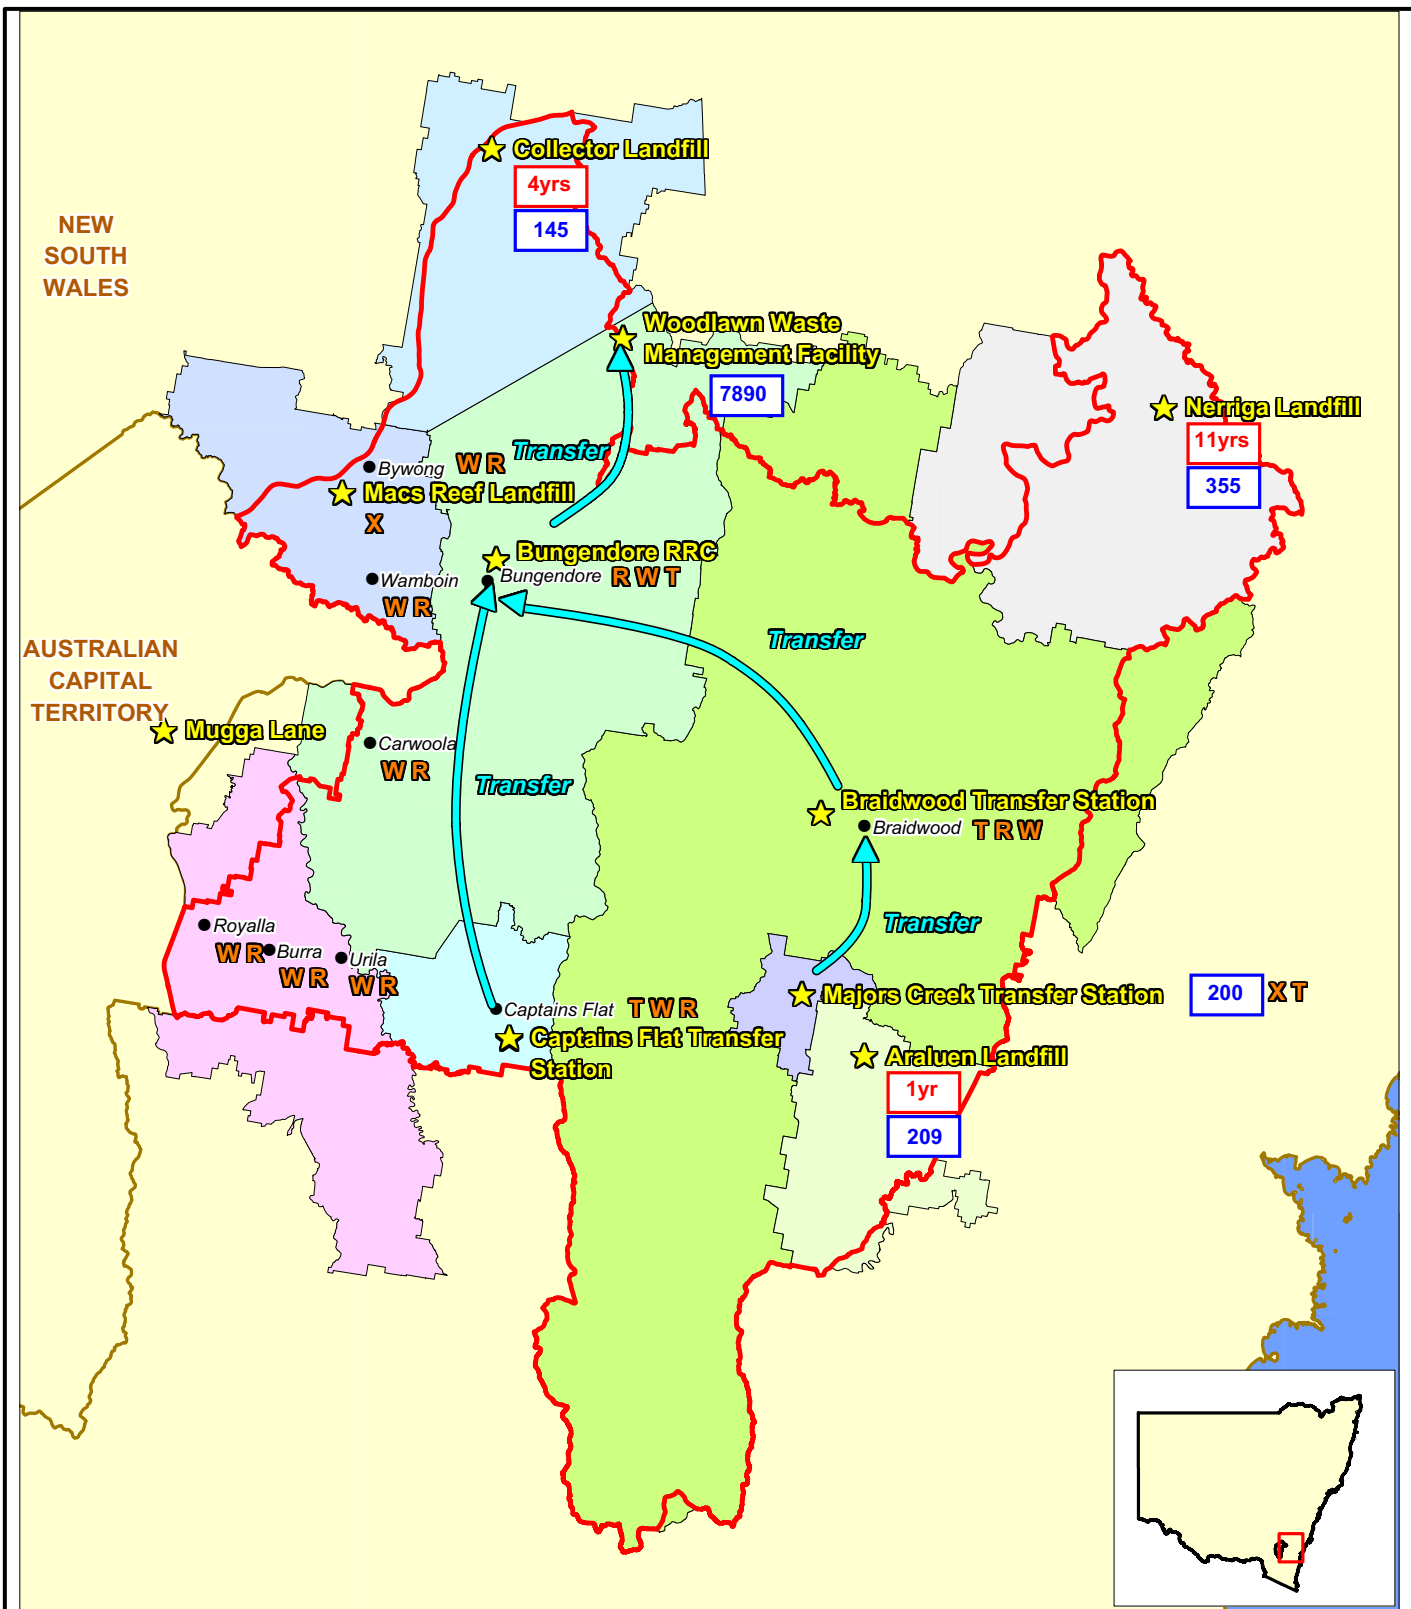 Collector Landfill
4yrs
145
NEW
SOUTH
WALES
Woodlawn Waste
Management Facility
7890
Nerriga Landfill
11yrs
355
Transfer
Bywong
W R
Macs Reef Landfill
X
Bungendore RRC
Bungendore
R W T
Wamboin
W R
Transfer
AUSTRALIAN
CAPITAL
TERRITORY
Mugga Lane
Carwoola
W R
Transfer
Braidwood Transfer Station
Braidwood
T R W
Transfer
Royalla
W R
Burra
W R
Urila
W R
Majors Creek Transfer Station
200
X T
Captains Flat
T W R
Captains Flat Transfer
Station
Araluen Landfill
1yr
209